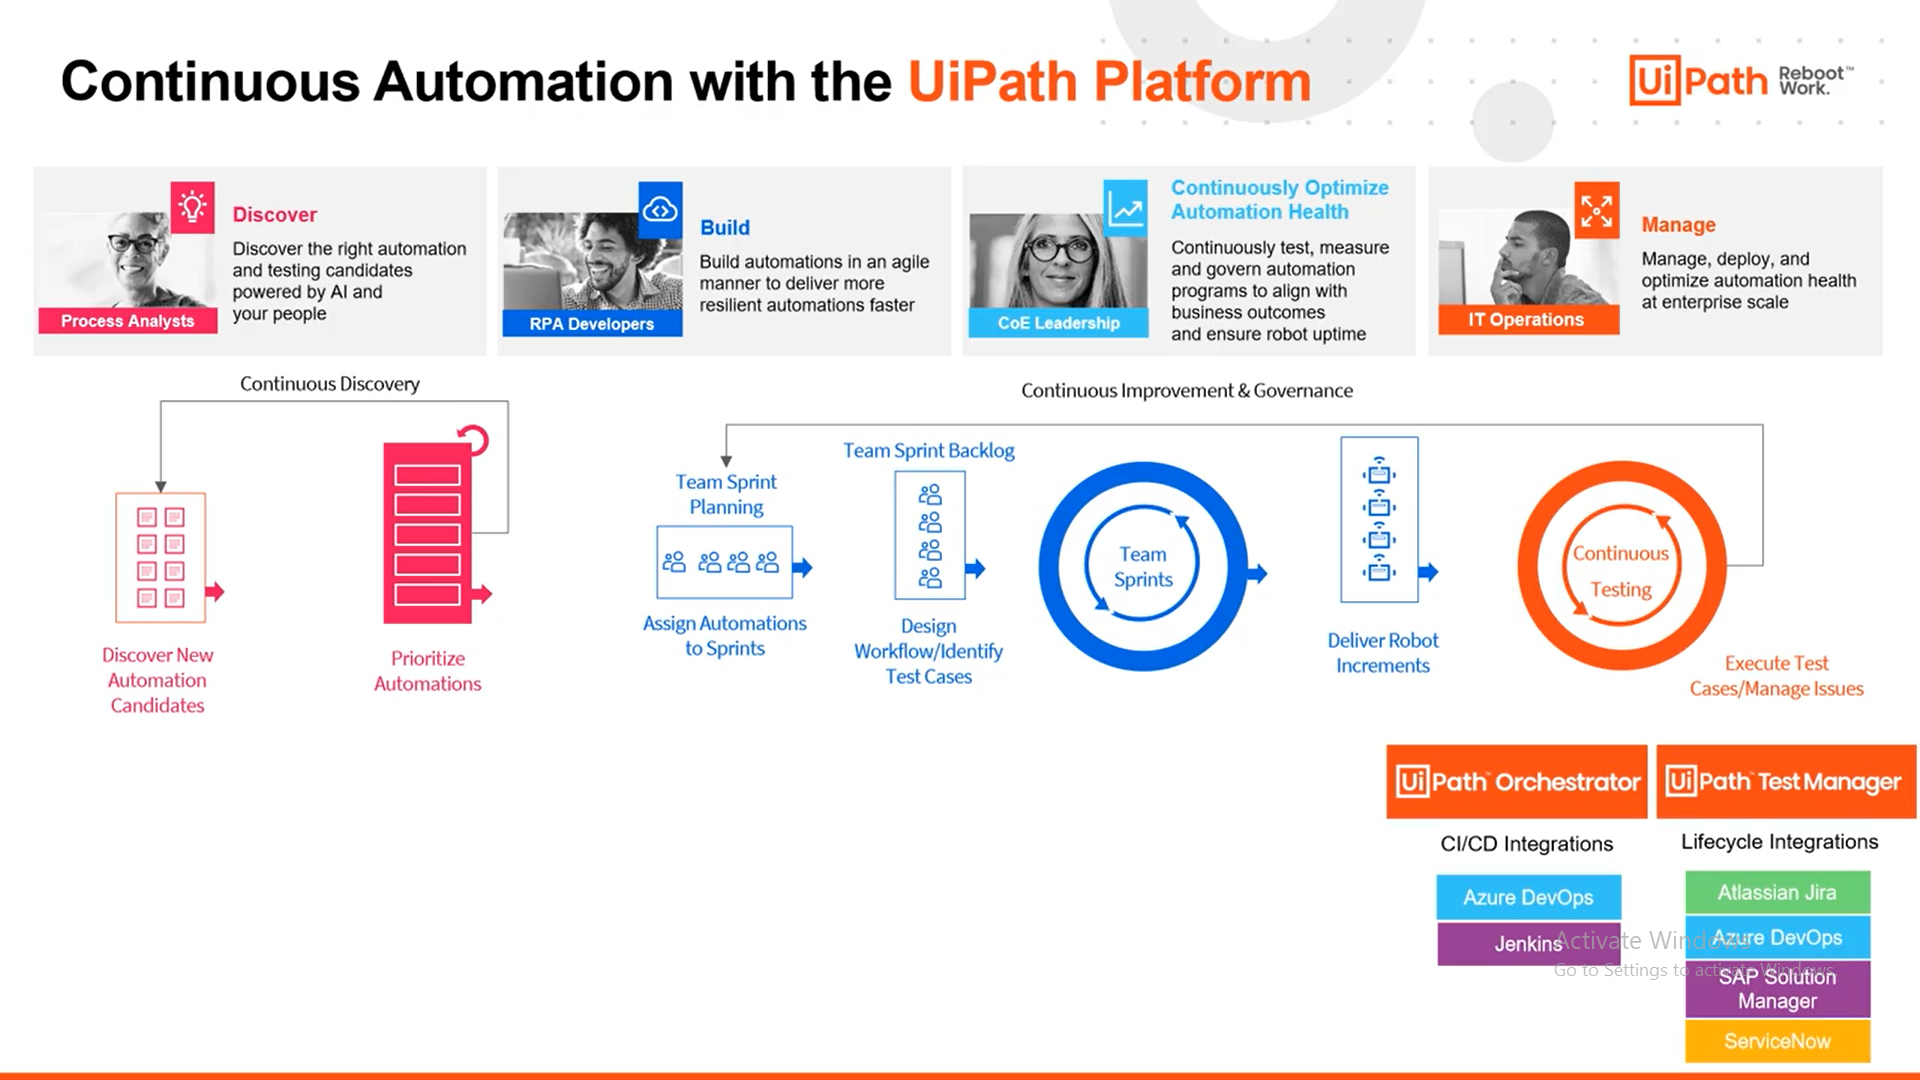 Continuous Automation with the UiPath Platform
UiPath Reboot™
Work.
Process Analysts
Discover
Discover the right automation
and testing candidates
powered by AI and
your people
RPA Developers
Build
Build automations in an agile
manner to deliver more
resilient automations faster
CoE Leadership
Continuously Optimize
Automation Health
Continuously test, measure
and govern automation
programs to align with
business outcomes
and ensure robot uptime
IT Operations
Manage
Manage, deploy, and
optimize automation health
at enterprise scale
Continuous Discovery
Continuous Improvement & Governance
Discover New
Automation
Candidates
Prioritize
Automations
Team Sprint
Planning
Assign Automations
to Sprints
Team Sprint Backlog
Design
Workflow/Identify
Test Cases
Team
Sprints
Deliver Robot
Increments
Continuous
Testing
Execute Test
Cases/Manage Issues
UiPath™ Orchestrator
CI/CD Integrations
Azure DevOps
Jenkins
UiPath™ Test Manager
Lifecycle Integrations
Atlassian Jira
Azure DevOps
SAP Solution
Manager
ServiceNow
Activate Windows
Go to Settings to activate Windows.